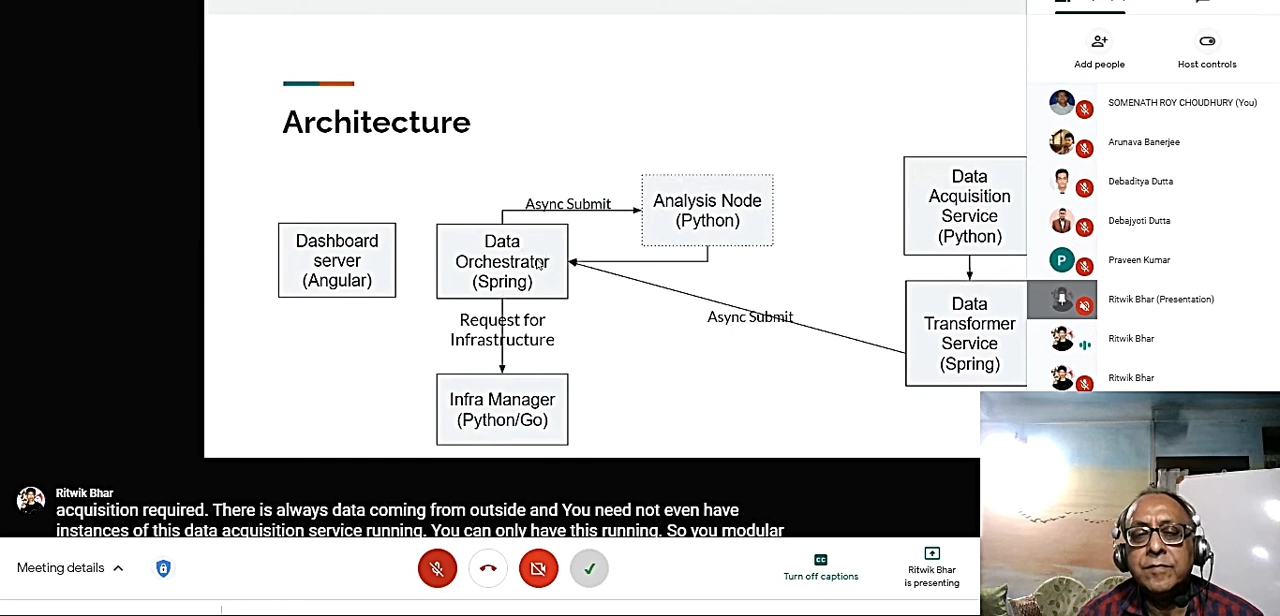 Add people
Host controls
Architecture
SOMENATH ROY CHOUDHURY (You)
Arunava Banerjee
Debaditya Dutta
Debajyoti Dutta
P
Praveen Kumar
Ritwik Bhar (Presentation)
Ritwik Bhar
Ritwik Bhar
Dashboard
server
(Angular)
Async Submit
Data
Orchestrator
(Spring)
Analysis Node
(Python)
Data
Acquisition
Service
(Python)
Request for
Infrastructure
Async Submit
Data
Transformer
Service
(Spring)
Infra Manager
(Python/Go)
Ritwik Bhar
acquisition required. There is always data coming from outside and You need not even have
instances of this data acquisition service running. You can only have this running. So you modular
Meeting details
CC
Turn off captions
Ritwik Bhar
is presenting